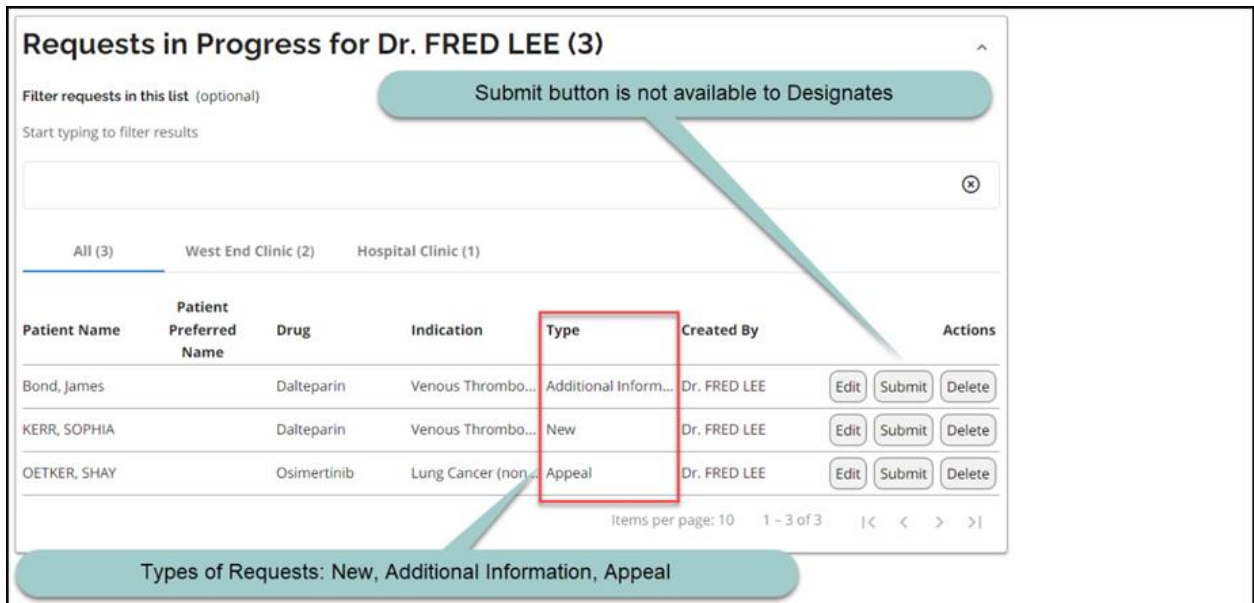 Requests in Progress for Dr. FRED LEE (3)
Submit button is not available to Designates
Filter requests in this list (optional)
Start typing to filter results
All (3) West End Clinic (2) Hospital Clinic (1)
Patient Name Patient Preferred Name Drug Indication Type Created By Actions
Bond, James Dalteparin Venous Thrombo... Additional Inform... Dr. FRED LEE Edit Submit Delete
KERR, SOPHIA Dalteparin Venous Thrombo... New Dr. FRED LEE Edit Submit Delete
OETKER, SHAY Osimertinib Lung Cancer (non... Appeal Dr. FRED LEE Edit Submit Delete
Items per page: 10 1 – 3 of 3
Types of Requests: New, Additional Information, Appeal